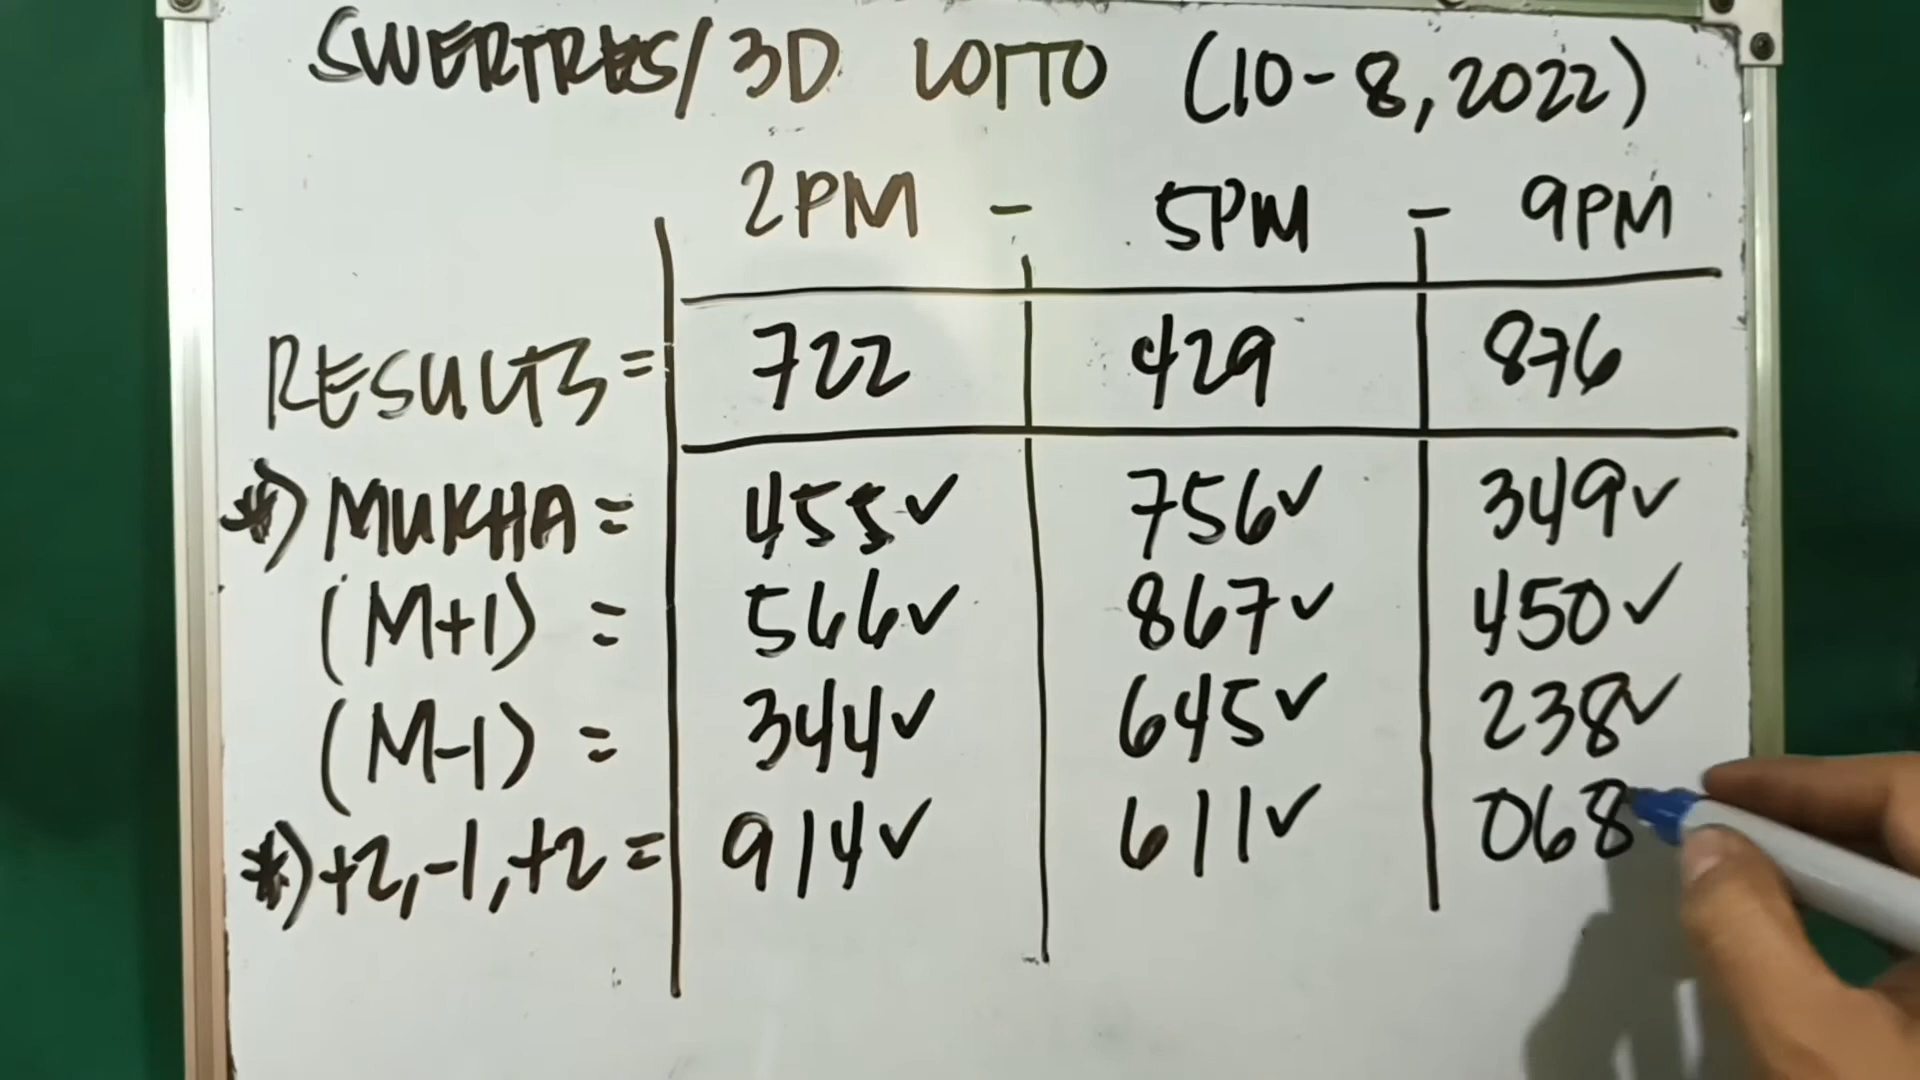 SWERTRES/3D LOTTO (10-8,2022)
2PM - 5PM - 9PM
RESULTS = 722 429 876
*) MUKHA = 455✓ 756✓ 349✓
(M+1) = 566✓ 867✓ 450✓
(M-1) = 344✓ 645✓ 238✓
*) +2,-1,+2 = 914✓ 611✓ 068